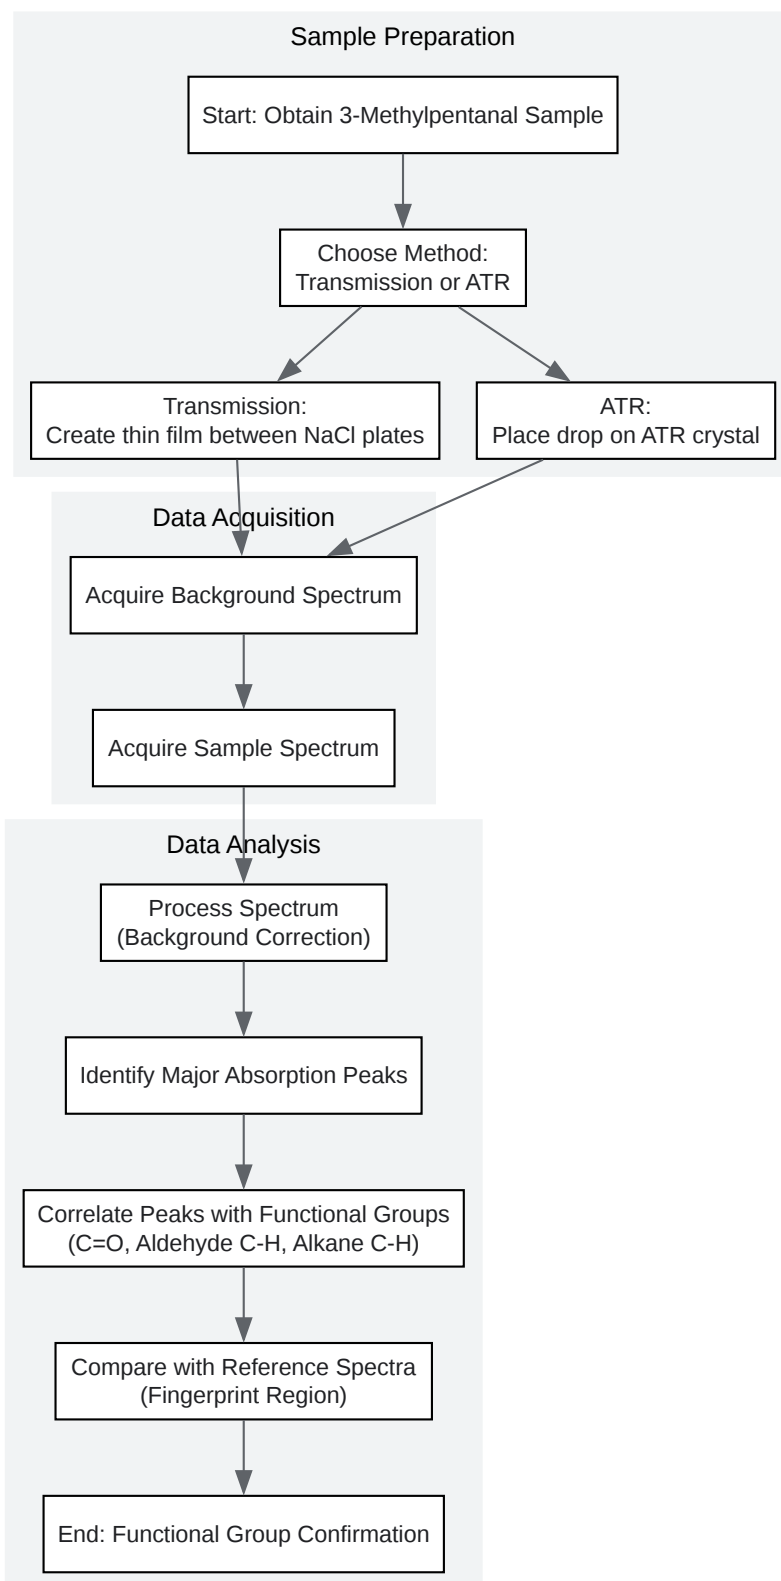 Sample Preparation
Start: Obtain 3-Methylpentanal Sample
Choose Method:
Transmission or ATR
Transmission:
Create thin film between NaCl plates
ATR:
Place drop on ATR crystal
Data Acquisition
Acquire Background Spectrum
Acquire Sample Spectrum
Data Analysis
Process Spectrum
(Background Correction)
Identify Major Absorption Peaks
Correlate Peaks with Functional Groups
(C=O, Aldehyde C-H, Alkane C-H)
Compare with Reference Spectra
(Fingerprint Region)
End: Functional Group Confirmation